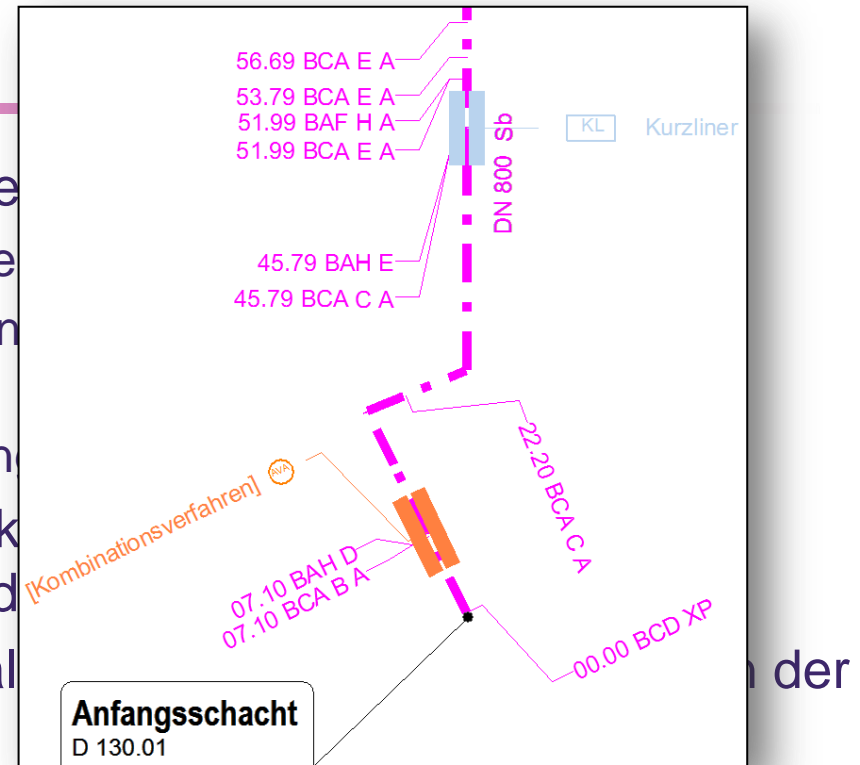 56.69 BCA E A
53.79 BCA E A
51.99 BAF H A
51.99 BCA E A
DN 800 Sb
KL
Kurzliner
45.79 BAH E
45.79 BCA C A
22.20 BCA C A
[Kombinationsverfahren]
AVA
07.10 BAH D
07.10 BCA B A
00.00 BCD XP
der
Anfangsschacht
D 130.01